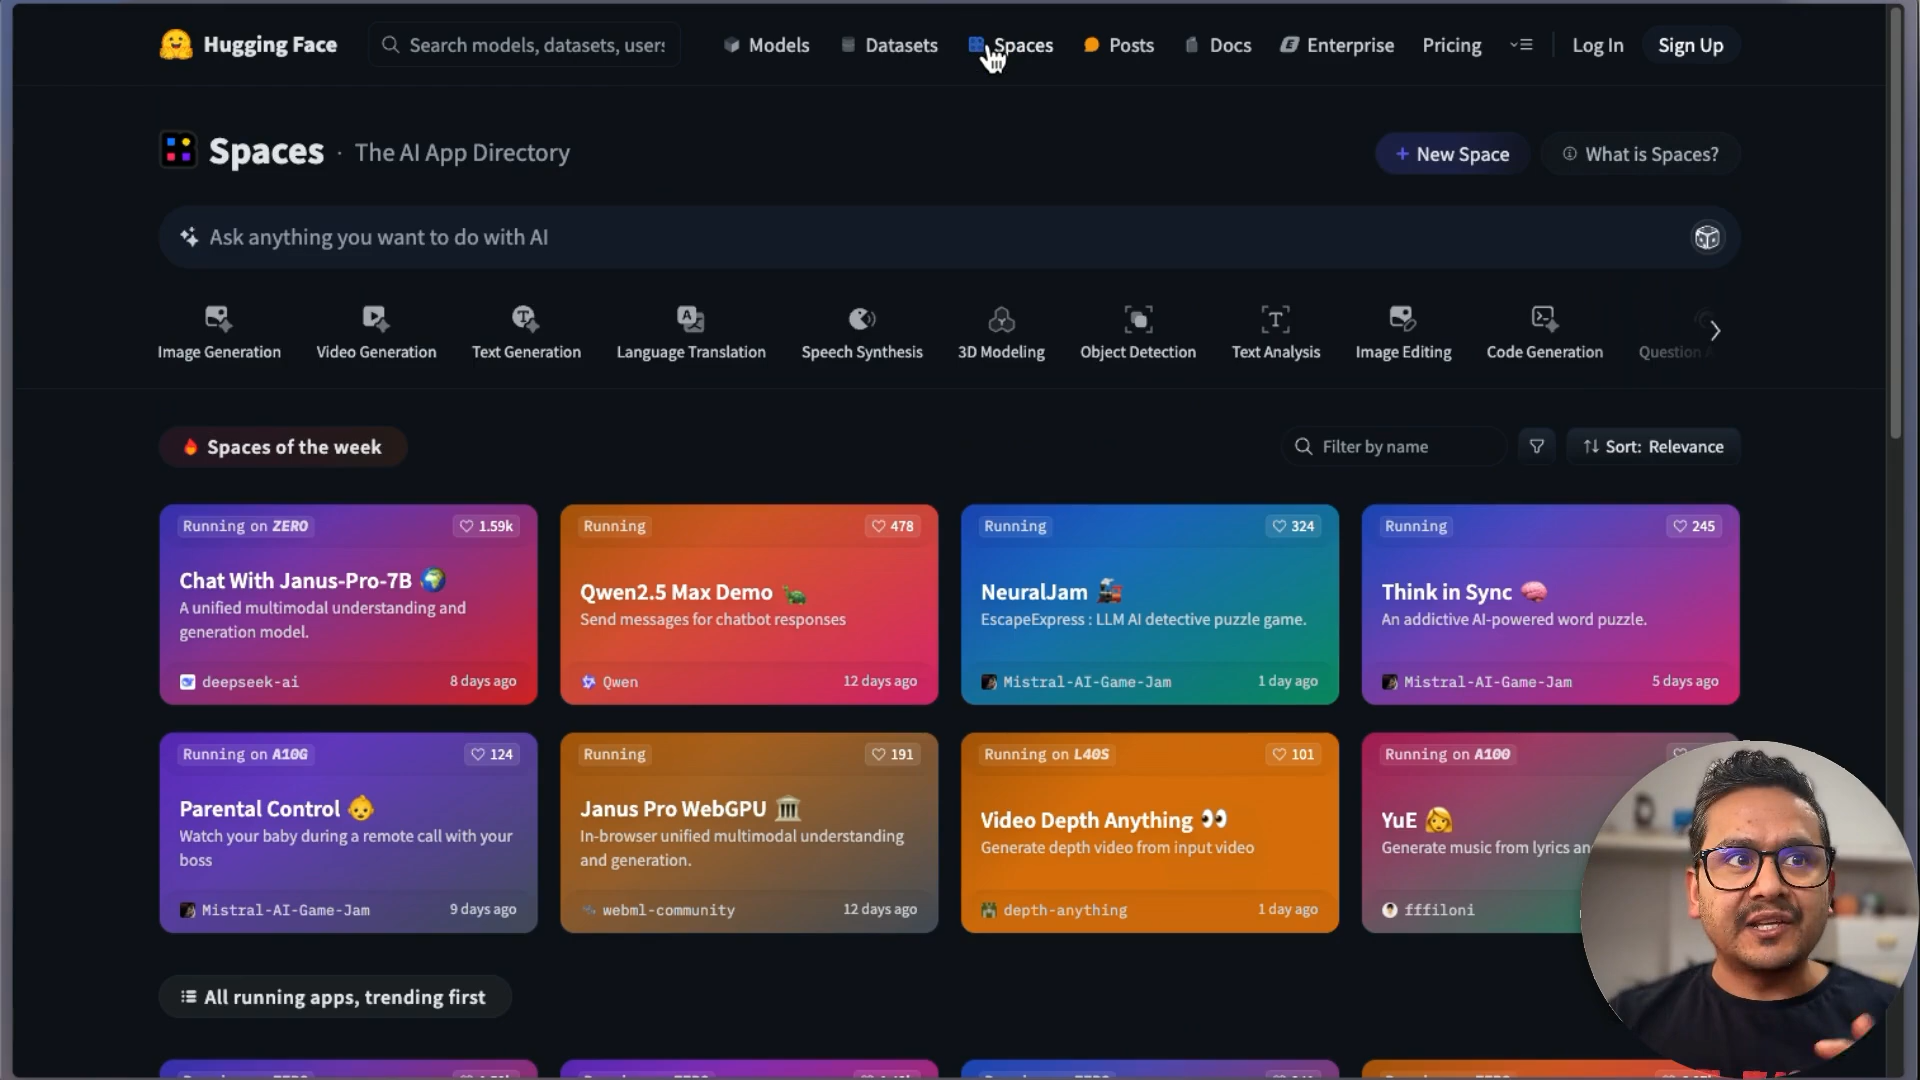 Hugging Face
Search models, datasets, users
Models
Datasets
Spaces
Posts
Docs
Enterprise
Pricing
Log In
Sign Up
Spaces · The AI App Directory
+ New Space
What is Spaces?
Ask anything you want to do with AI
Image Generation
Video Generation
Text Generation
Language Translation
Speech Synthesis
3D Modeling
Object Detection
Text Analysis
Image Editing
Code Generation
Question
Spaces of the week
Filter by name
Sort: Relevance
Running on ZERO
1.59k
Chat With Janus-Pro-7B
A unified multimodal understanding and
generation model.
deepseek-ai
8 days ago
Running
478
Qwen2.5 Max Demo
Send messages for chatbot responses
Qwen
12 days ago
Running
324
NeuralJam
EscapeExpress : LLM AI detective puzzle game.
Mistral-AI-Game-Jam
1 day ago
Running
245
Think in Sync
An addictive AI-powered word puzzle.
Mistral-AI-Game-Jam
5 days ago
Running on A10G
124
Parental Control
Watch your baby during a remote call with your
boss
Mistral-AI-Game-Jam
9 days ago
Running
191
Janus Pro WebGPU
In-browser unified multimodal understanding
and generation.
webml-community
12 days ago
Running on L40S
101
Video Depth Anything
Generate depth video from input video
depth-anything
1 day ago
Running on A100
YuE
Generate music from lyrics an
fffiloni
All running apps, trending first